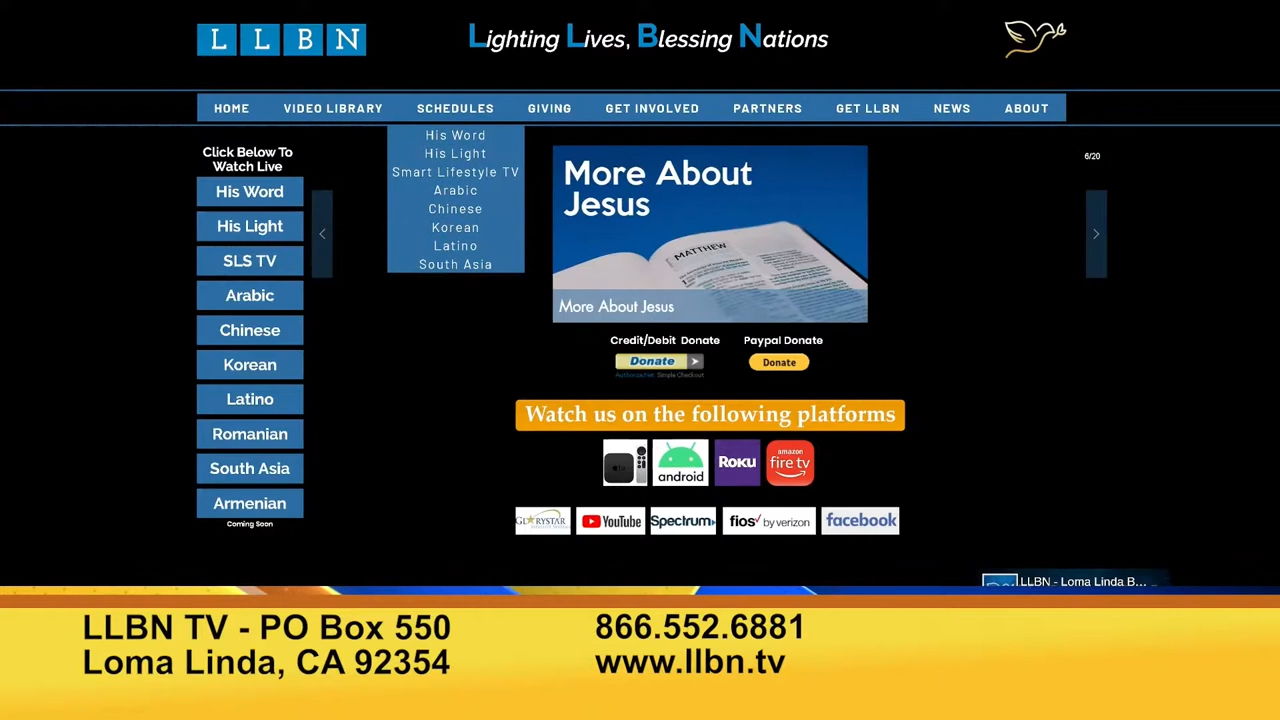 L L B N
Lighting Lives, Blessing Nations
HOME VIDEO LIBRARY SCHEDULES GIVING GET INVOLVED PARTNERS GET LLBN NEWS ABOUT
His Word
His Light
Smart Lifestyle TV
Arabic
Chinese
Korean
Latino
South Asia
Click Below To
Watch Live
His Word
His Light
SLS TV
Arabic
Chinese
Korean
Latino
Romanian
South Asia
Armenian
Coming Soon
More About
Jesus
MATTHEW
More About Jesus
6/20
Credit/Debit Donate Paypal Donate
Donate Donate
Simple Checkout
Watch us on the following platforms
tv android Roku amazon
fire tv
GLORYSTAR YouTube Spectrum fios by verizon facebook
LLBN - Loma Linda B...
LLBN TV - PO Box 550
Loma Linda, CA 92354
866.552.6881
www.llbn.tv